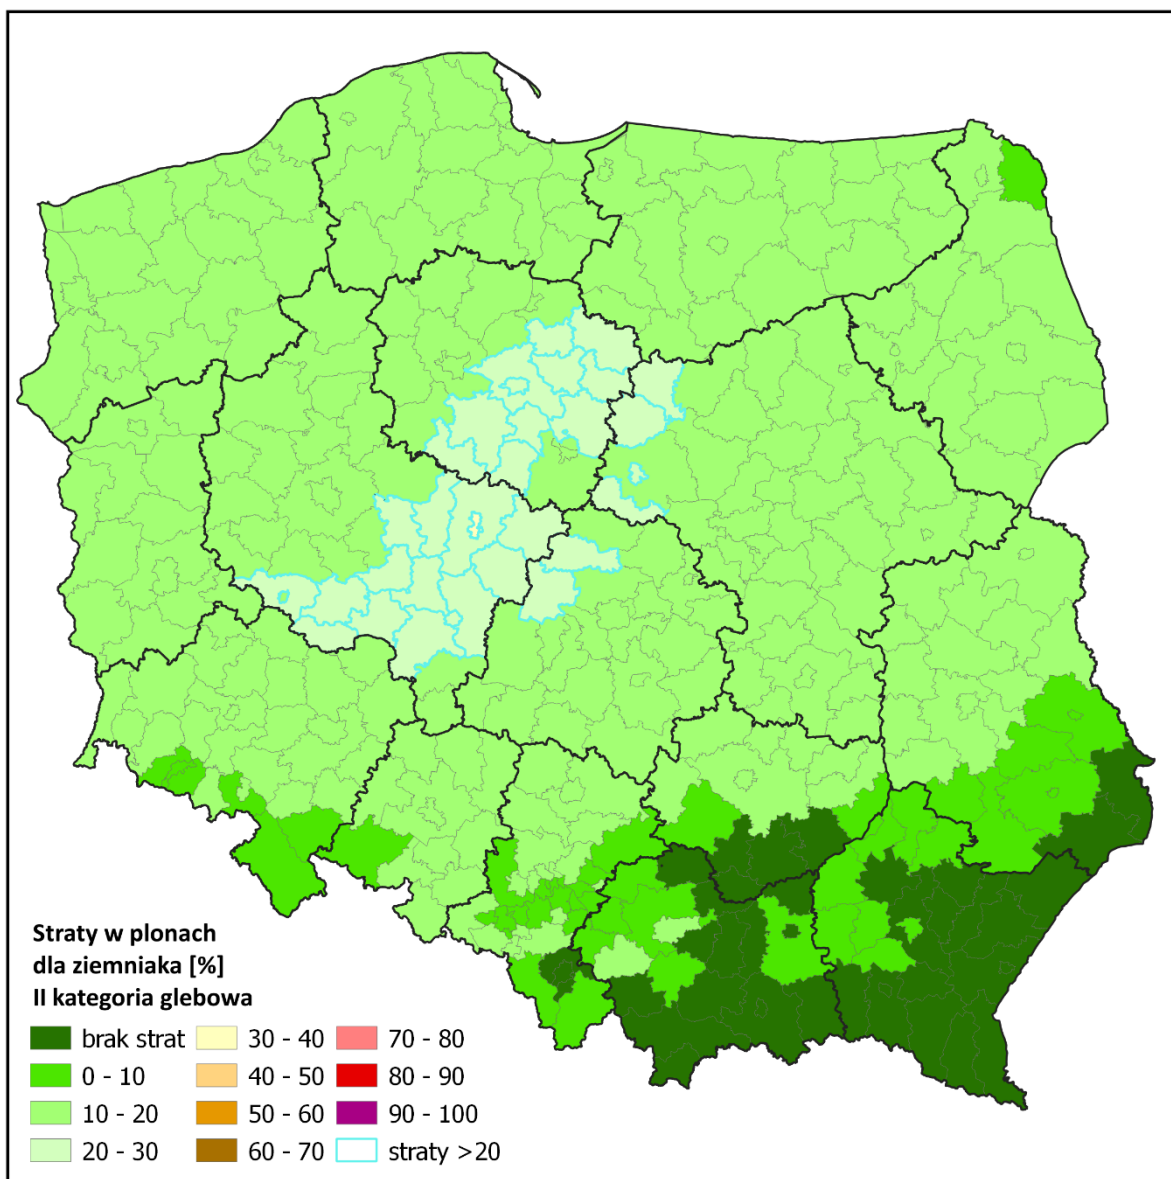 Straty w plonach
dla ziemniaka [%]
II kategoria glebowa
brak strat
0 - 10
10 - 20
20 - 30
30 - 40
40 - 50
50 - 60
60 - 70
70 - 80
80 - 90
90 - 100
straty >20